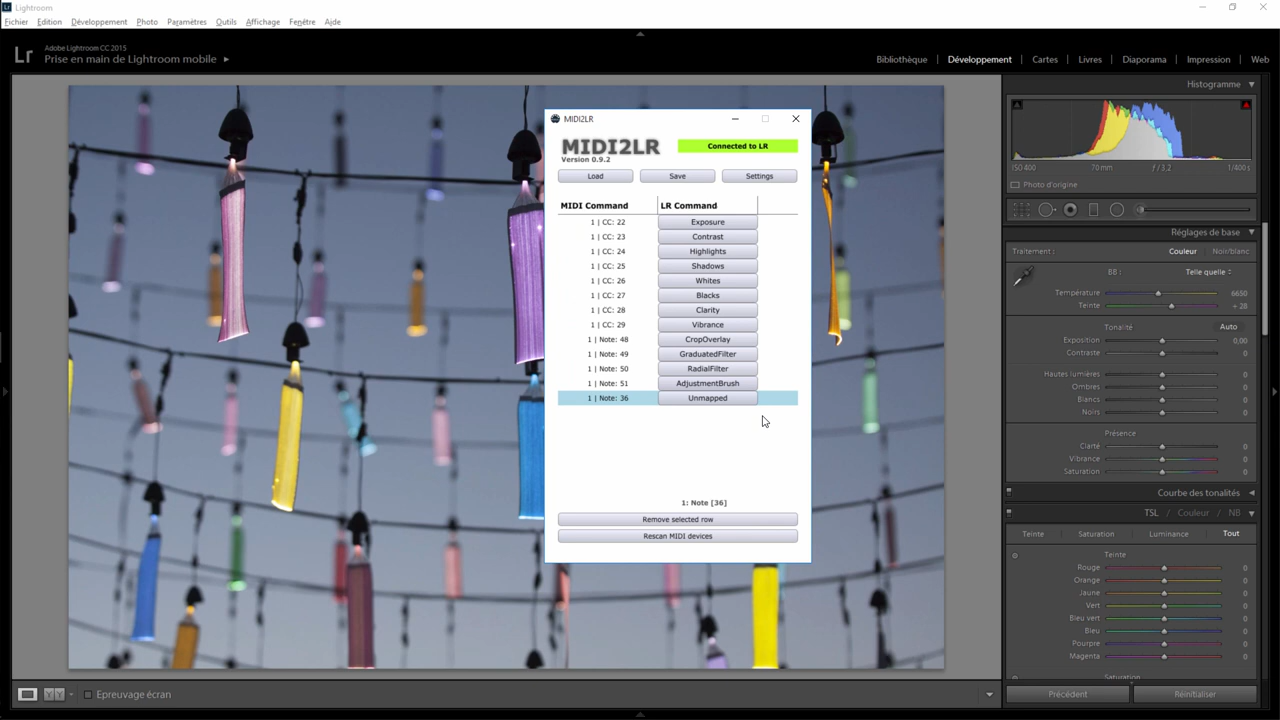 Lightroom
Fichier Edition Développement Photo Paramètres Outils Affichage Fenêtre Aide
Lr
Adobe Lightroom CC 2015
Prise en main de Lightroom mobile
Bibliothèque | Développement | Cartes | Livres | Diaporama | Impression | Web
MIDI2LR
MIDI2LR
Version 0.9.2
Connected to LR
Load Save Settings
MIDI Command LR Command
1 | CC: 22 Exposure
1 | CC: 23 Contrast
1 | CC: 24 Highlights
1 | CC: 25 Shadows
1 | CC: 26 Whites
1 | CC: 27 Blacks
1 | CC: 28 Clarity
1 | CC: 29 Vibrance
1 | Note: 48 CropOverlay
1 | Note: 49 GraduatedFilter
1 | Note: 50 RadialFilter
1 | Note: 51 AdjustmentBrush
1 | Note: 36 Unmapped
1: Note [36]
Remove selected row
Rescan MIDI devices
Histogramme
ISO 400 70 mm ƒ / 3,2 1/400 s
Photo d'origine
Réglages de base
Traitement : Couleur Noir/blanc
BB : Telle quelle
Température 6650
Teinte + 28
Tonalité Auto
Exposition 0,00
Contraste 0
Hautes lumières 0
Ombres 0
Blancs 0
Noirs 0
Présence
Clarté 0
Vibrance 0
Saturation 0
Courbe des tonalités
TSL / Couleur / NB
Teinte Saturation Luminance Tout
Teinte
Rouge 0
Orange 0
Jaune 0
Vert 0
Bleu vert 0
Bleu 0
Pourpre 0
Magenta 0
Saturation
Précédent Réinitialiser
Y Y Epreuvage écran